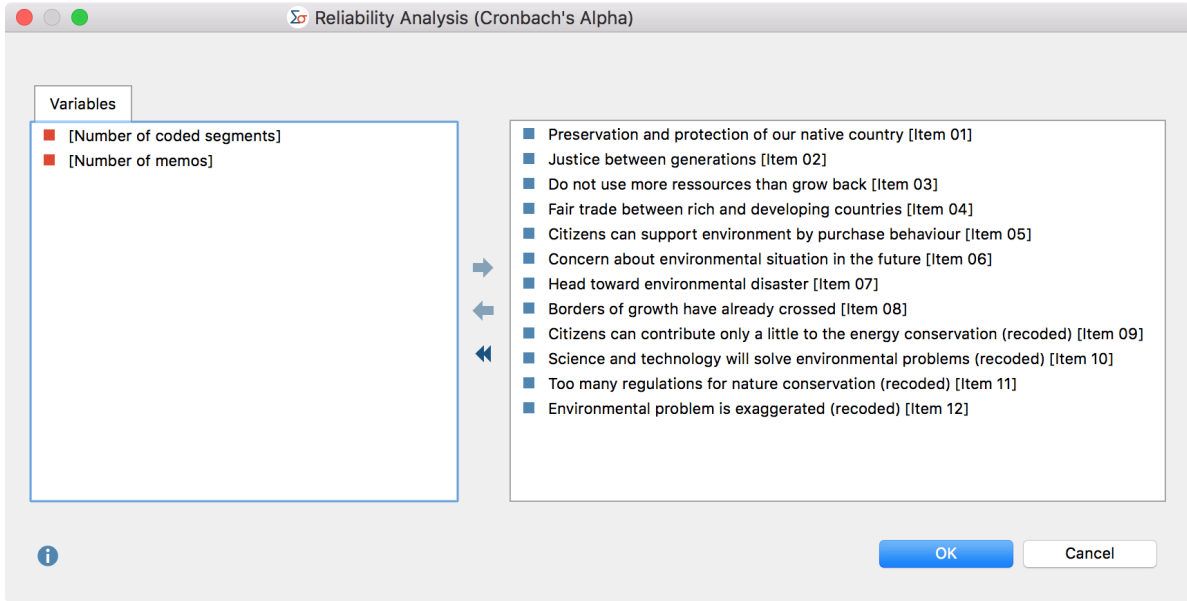 Σσ Reliability Analysis (Cronbach's Alpha)
Variables
[Number of coded segments]
[Number of memos]
Preservation and protection of our native country [Item 01]
Justice between generations [Item 02]
Do not use more ressources than grow back [Item 03]
Fair trade between rich and developing countries [Item 04]
Citizens can support environment by purchase behaviour [Item 05]
Concern about environmental situation in the future [Item 06]
Head toward environmental disaster [Item 07]
Borders of growth have already crossed [Item 08]
Citizens can contribute only a little to the energy conservation (recoded) [Item 09]
Science and technology will solve environmental problems (recoded) [Item 10]
Too many regulations for nature conservation (recoded) [Item 11]
Environmental problem is exaggerated (recoded) [Item 12]
i
OK
Cancel